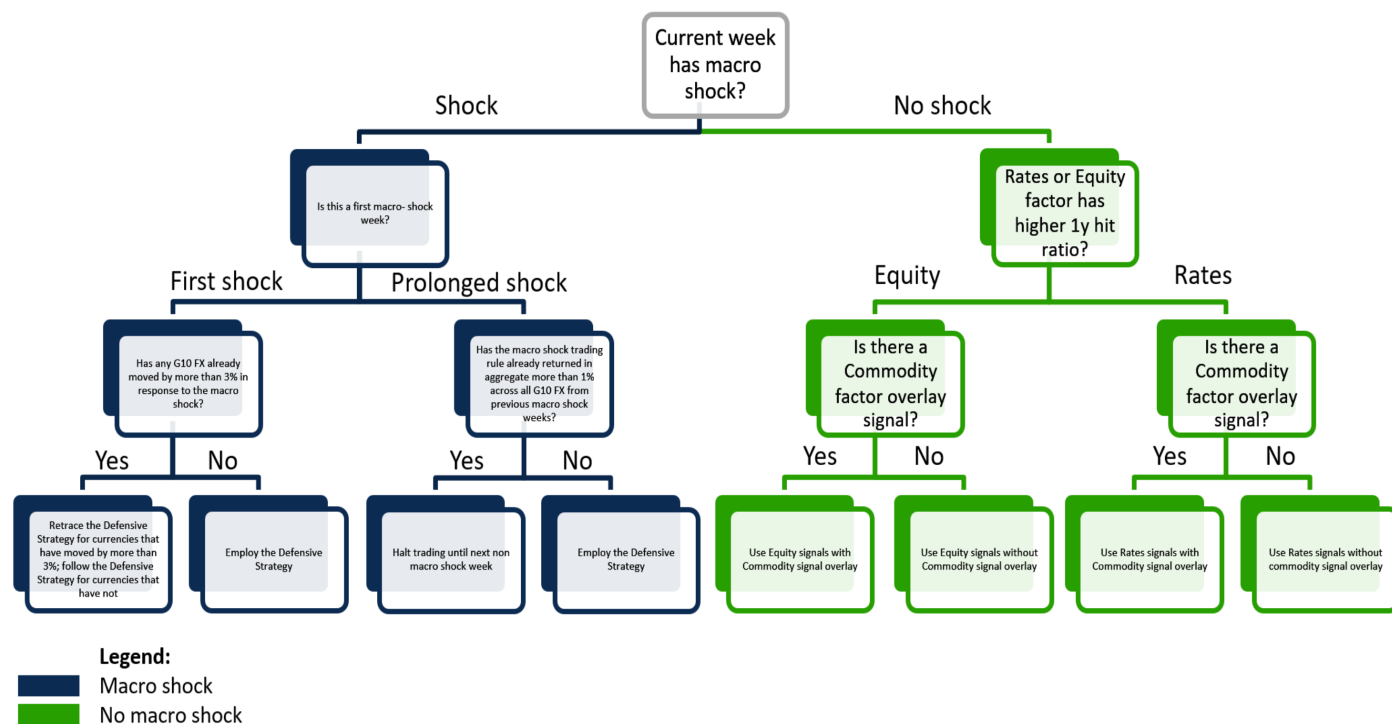 Current week
has macro
shock?
Shock
No shock
Is this a first macro- shock
week?
Rates or Equity
factor has
higher 1y hit
ratio?
First shock
Prolonged shock
Equity
Rates
Has any G10 FX already
moved by more than 3% in
response to the macro
shock?
Has the macro shock trading
rule already returned in
aggregate more than 1%
across all G10 FX from
previous macro shock
weeks?
Is there a
Commodity
factor overlay
signal?
Is there a
Commodity
factor overlay
signal?
Yes
No
Yes
No
Yes
No
Yes
No
Retrace the Defensive
Strategy for currencies that
have moved by more than
3%; follow the Defensive
Strategy for currencies that
have not
Employ the Defensive
Strategy
Halt trading until next non
macro shock week
Employ the Defensive
Strategy
Use Equity signals with
Commodity signal overlay
Use Equity signals without
Commodity signal overlay
Use Rates signals with
Commodity signal overlay
Use Rates signals without
commodity signal overlay
Legend:
Macro shock
No macro shock